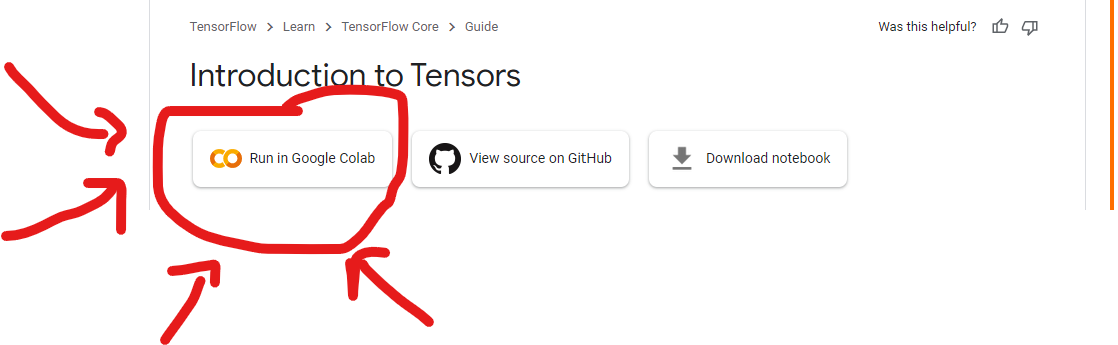 TensorFlow > Learn > TensorFlow Core > Guide
Was this helpful?
Introduction to Tensors
Run in Google Colab
View source on GitHub
Download notebook